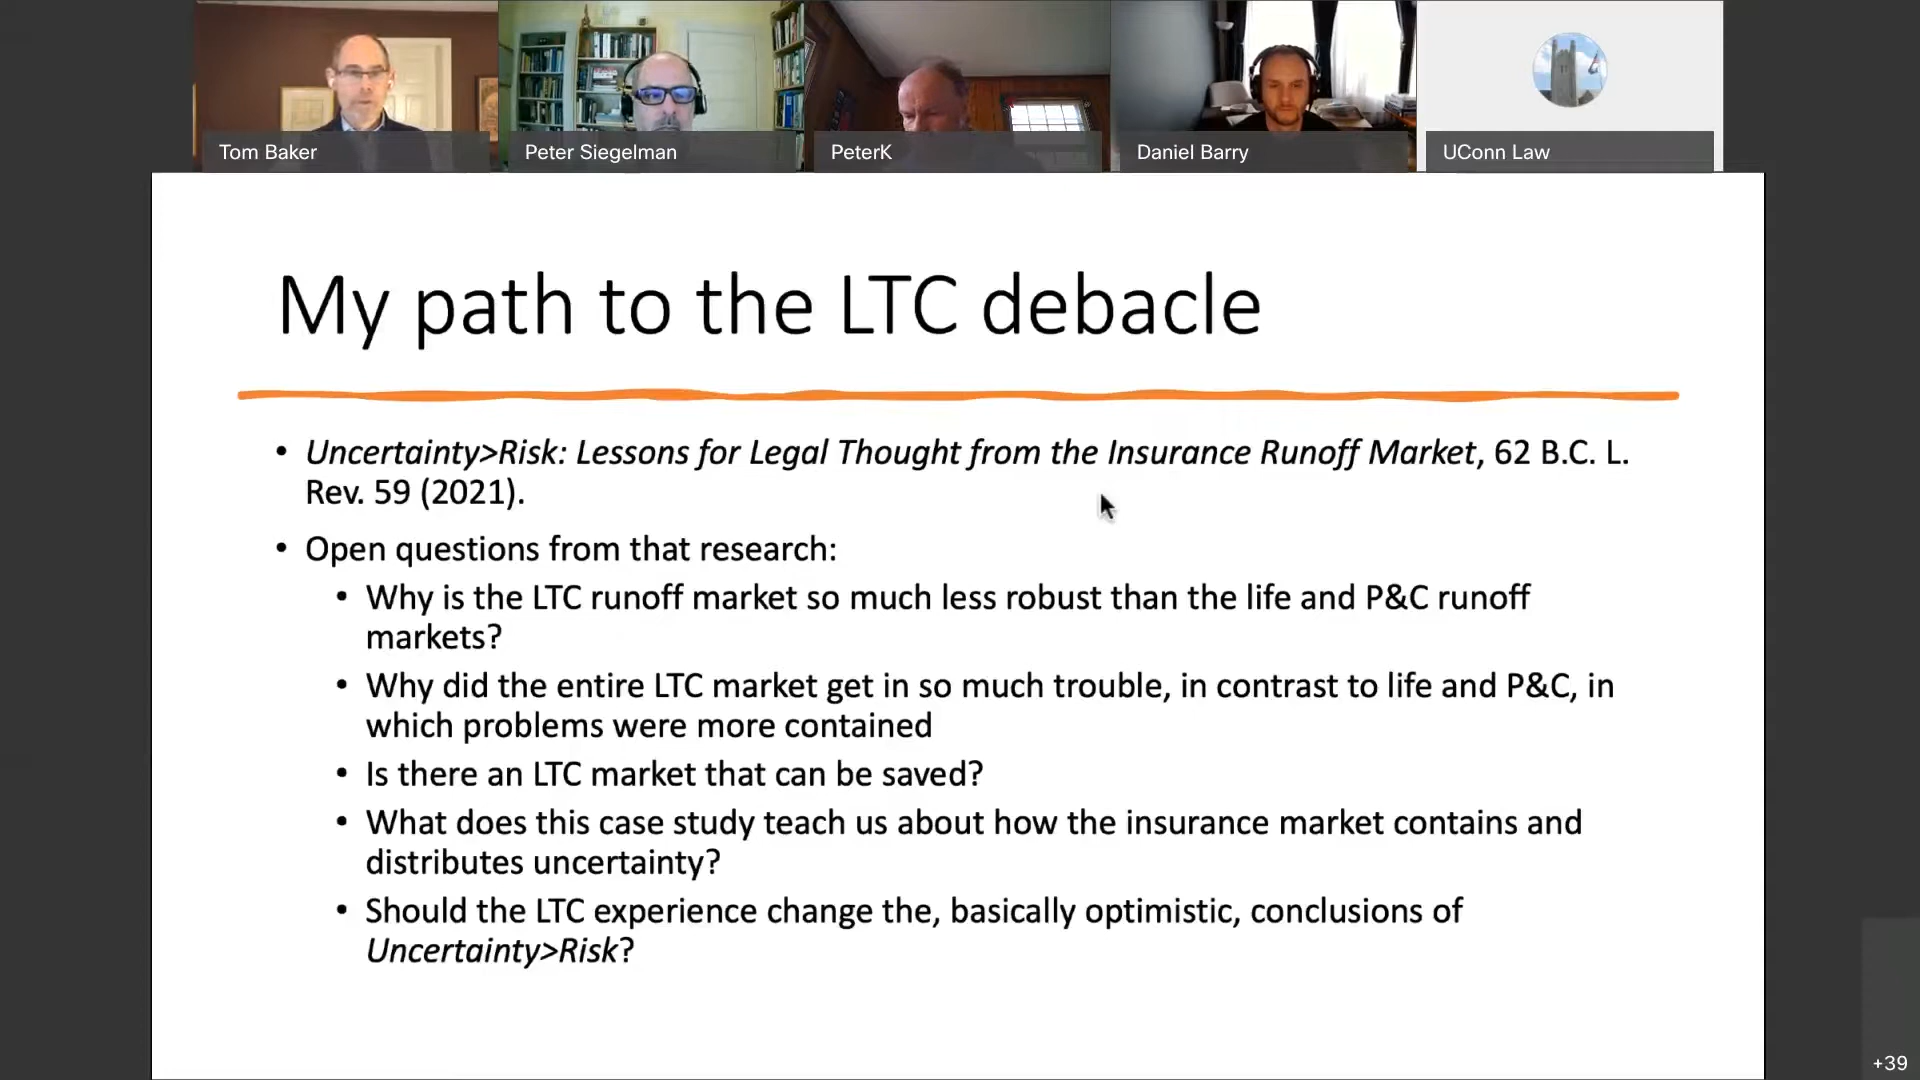 Tom Baker
Peter Siegelman
PeterK
Daniel Barry
UConn Law
My path to the LTC debacle
• Uncertainty>Risk: Lessons for Legal Thought from the Insurance Runoff Market, 62 B.C. L.
Rev. 59 (2021).
• Open questions from that research:
• Why is the LTC runoff market so much less robust than the life and P&C runoff
markets?
• Why did the entire LTC market get in so much trouble, in contrast to life and P&C, in
which problems were more contained
• Is there an LTC market that can be saved?
• What does this case study teach us about how the insurance market contains and
distributes uncertainty?
• Should the LTC experience change the, basically optimistic, conclusions of
Uncertainty>Risk?
+39